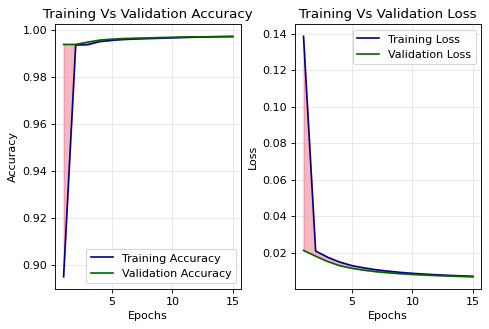 Training Vs Validation Accuracy
1.00
0.98
0.96
0.94
0.92
0.90
Accuracy
Training Accuracy
Validation Accuracy
5
10
15
Epochs
Training Vs Validation Loss
0.14
0.12
0.10
0.08
0.06
0.04
0.02
Loss
Training Loss
Validation Loss
5
10
15
Epochs